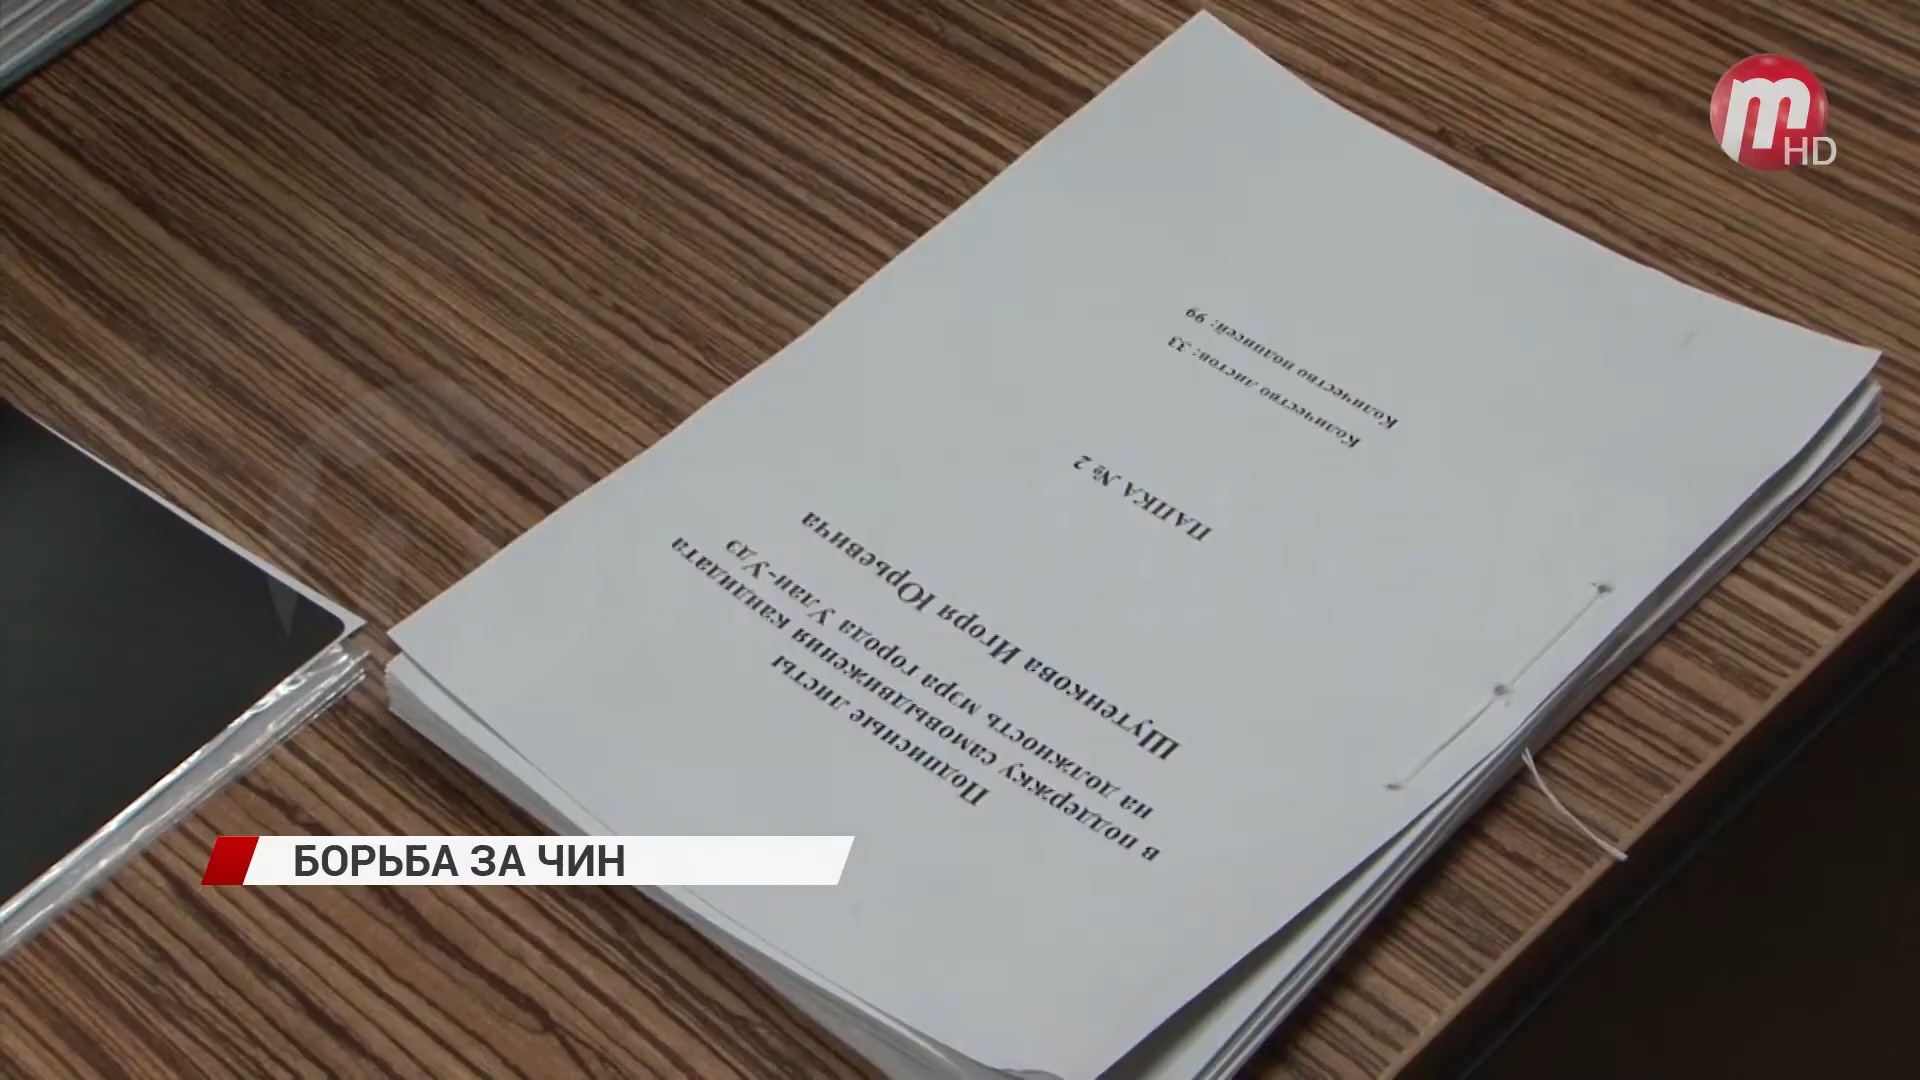 m HD
Подписные листы
в поддержку самовыдвижения кандидата
на должность мэра города Улан-Удэ
Шутенкова Игоря Юрьевича
ПАПКА № 2
Количество листов: 33
Количество подписей: 99
БОРЬБА ЗА ЧИН